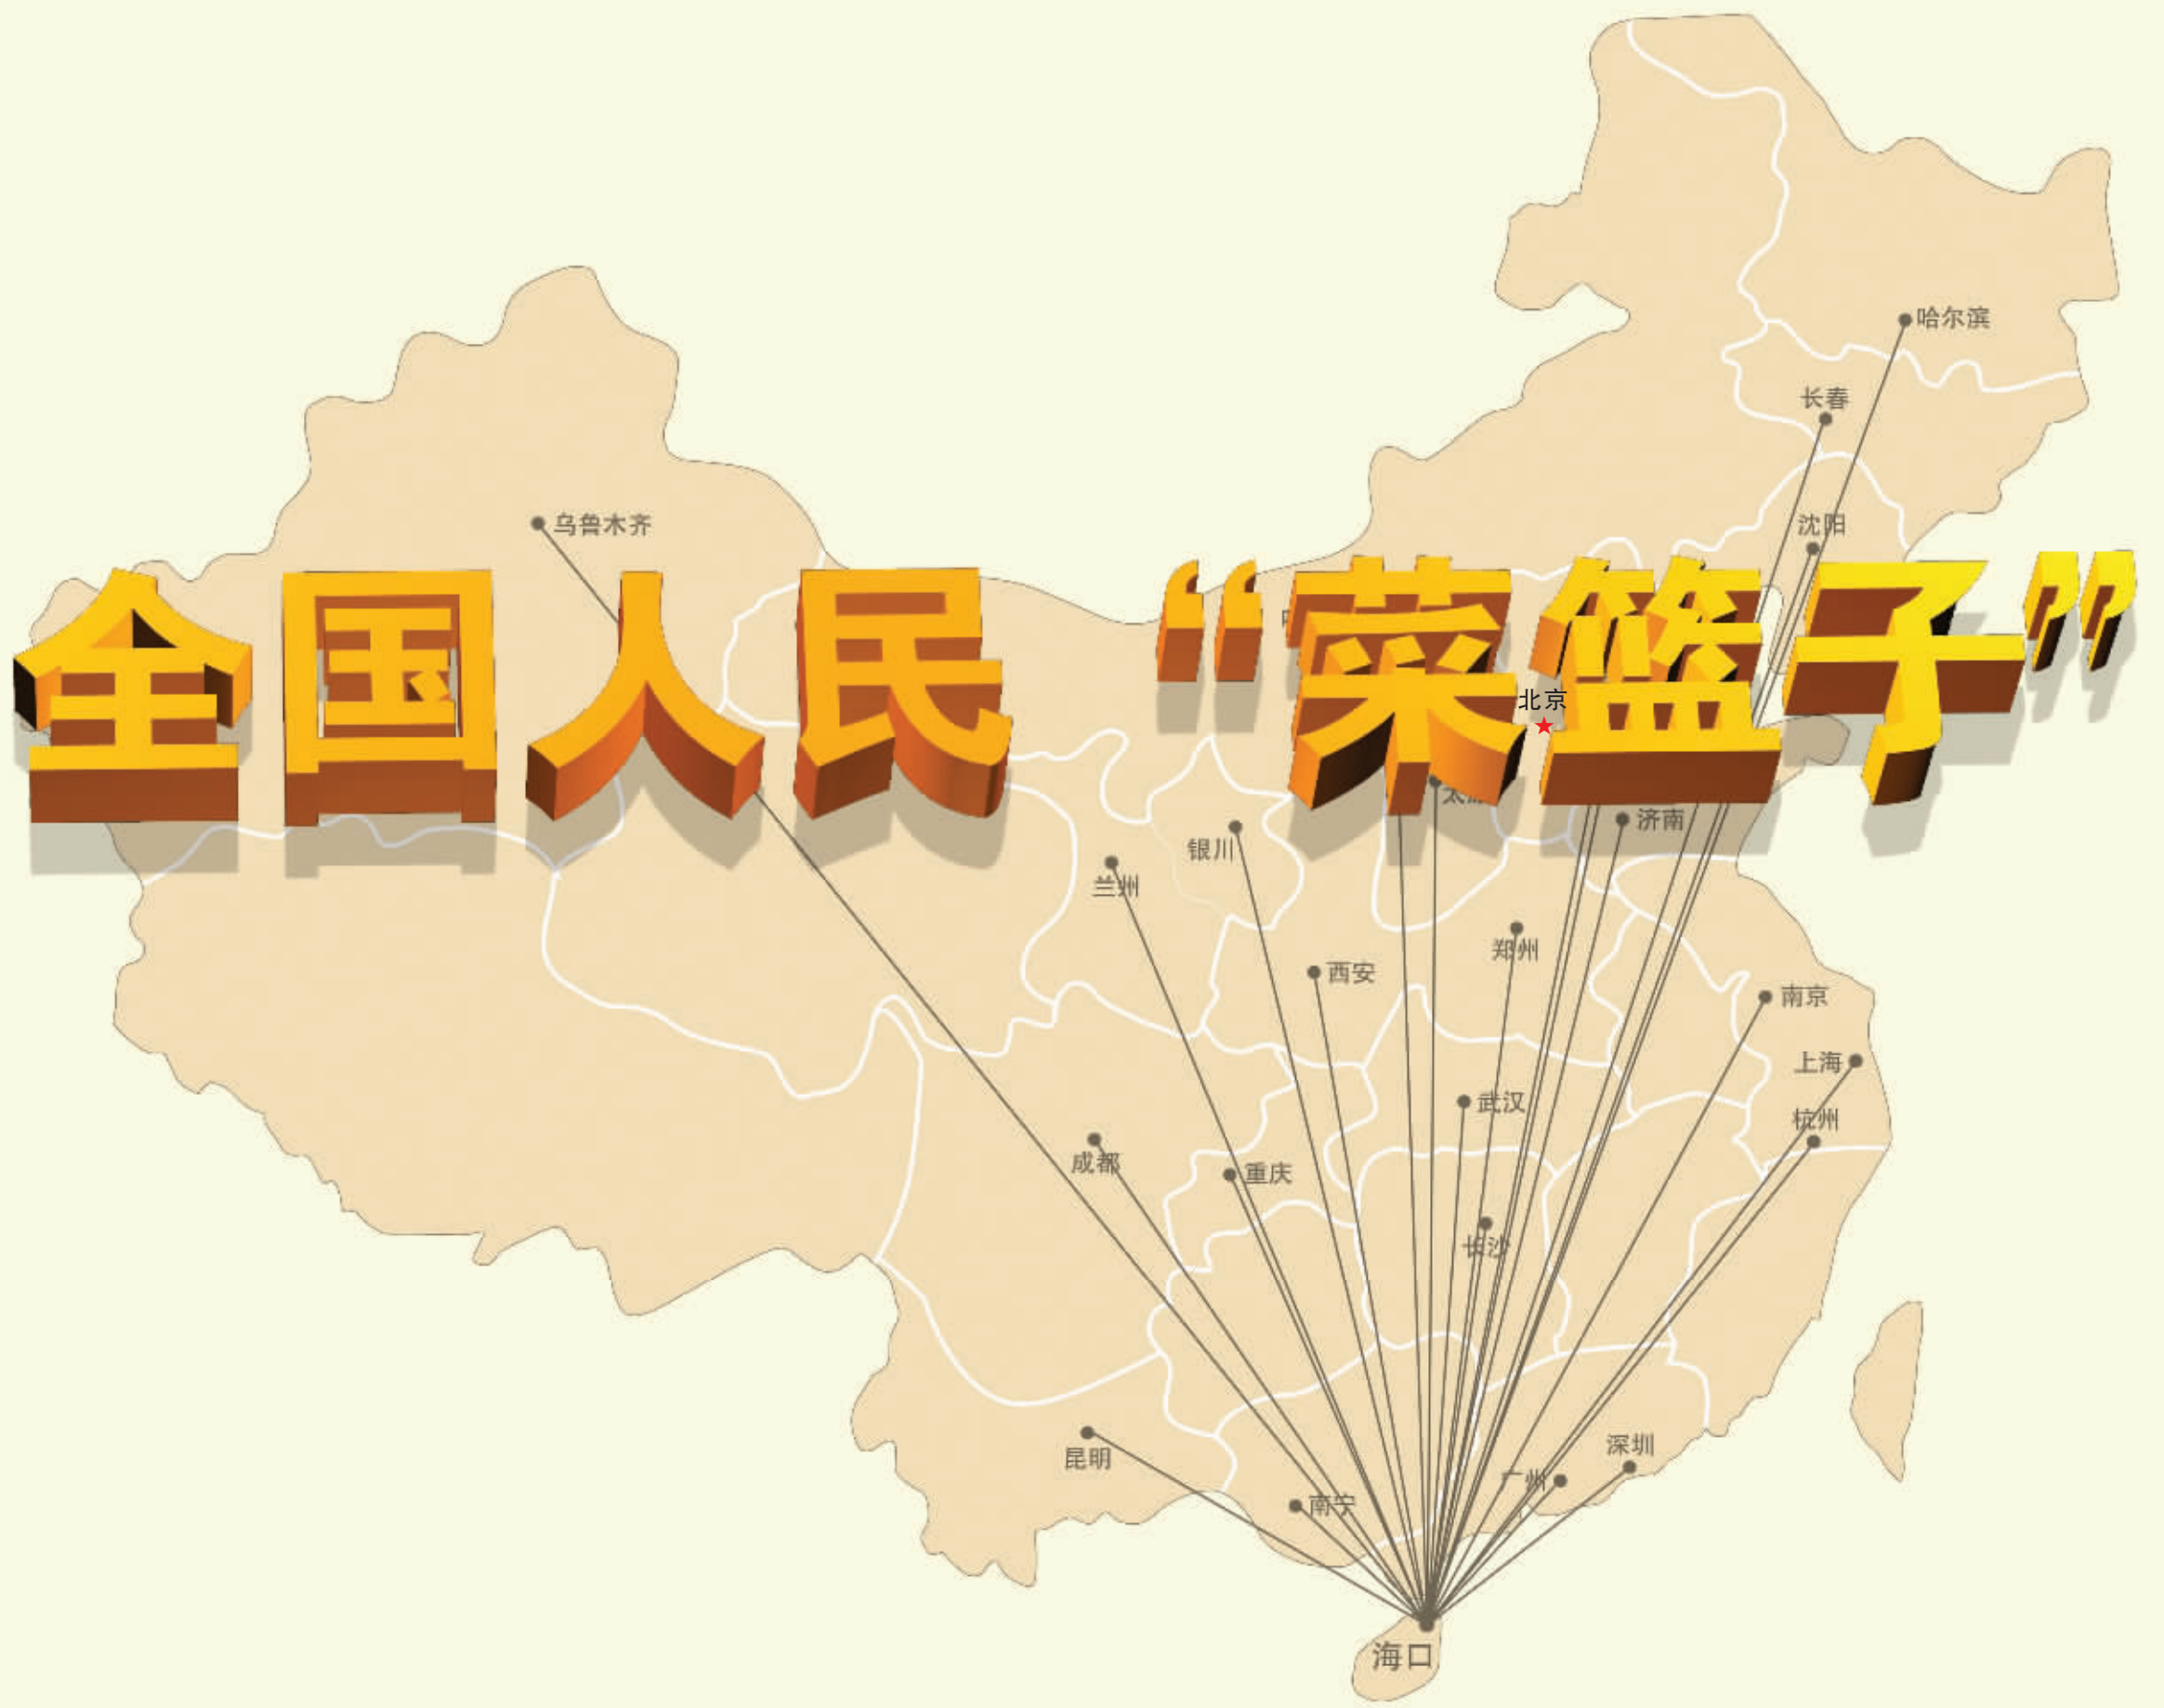 哈尔滨
长春
沈阳
乌鲁木齐
全国人民“菜篮子”
北京
济南
银川
兰州
郑州
西安
南京
上海
武汉
杭州
成都
重庆
长沙
深圳
昆明
广州
南宁
海口